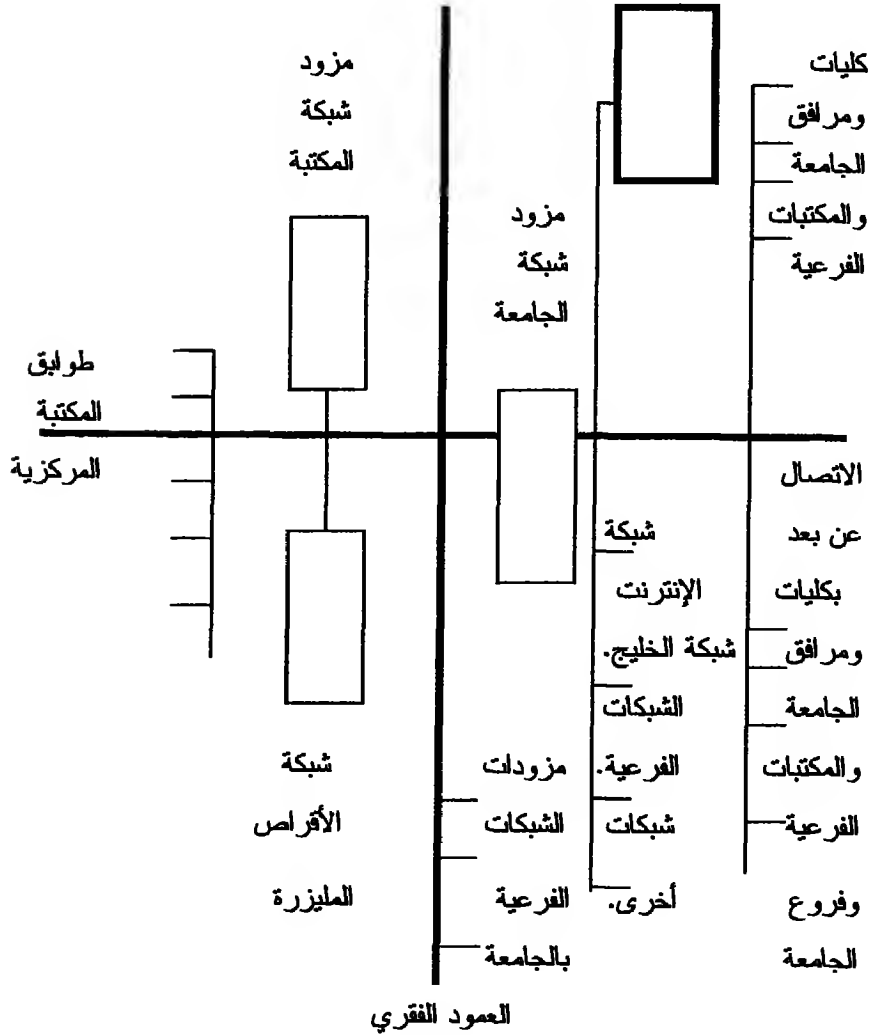 كليات
ومرافق
الجامعة
والمكتبات
الفرعية
مزود
شبكة
المكتبة
مزود
شبكة
الجامعة
طوابق
المكتبة
المركزية
الاتصال
عن بعد
بكليات
ومرافق
الجامعة
والمكتبات
الفرعية
وفروع
الجامعة
شبكة
الإنترنت
شبكة الخليج.
الشبكات
الفرعية.
شبكات
أخرى.
مزودات
الشبكات
الفرعية
بالجامعة
شبكة
الأقراص
المليزرة
العمود الفقري